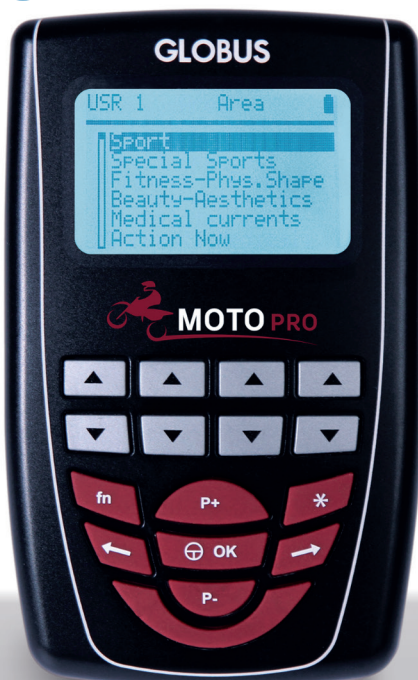 GLOBUS
USR 1 Area
Sport
Special Sports
Fitness-Phys.Shape
Beauty-Aesthetics
Medical currents
Action Now
MOTO PRO
fn P+ *
OK
P-